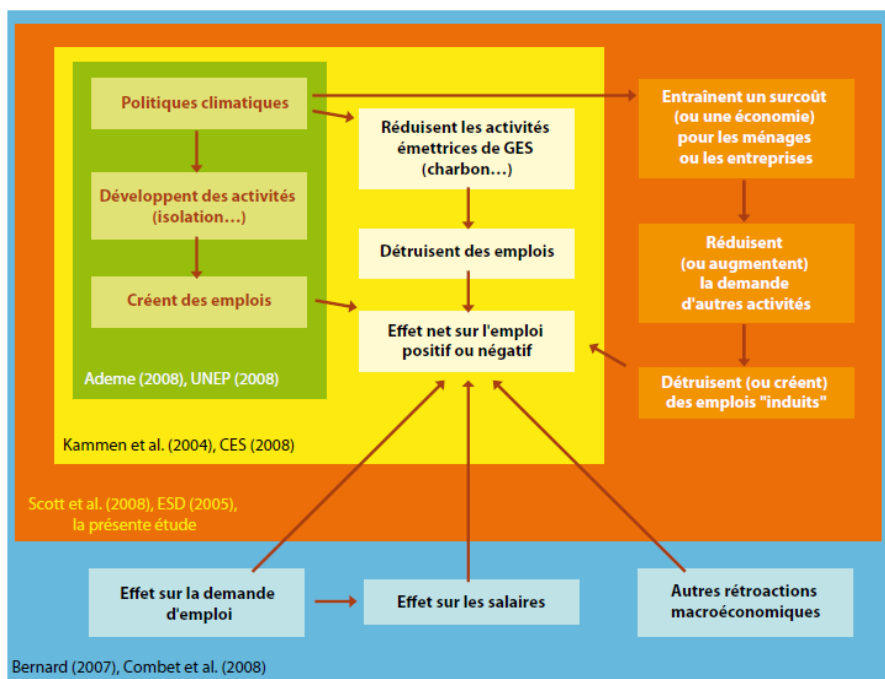 Politiques climatiques
Développent des activités
(isolation…)
Créent des emplois
Ademe (2008), UNEP (2008)
Réduisent les activités
émettrices de GES
(charbon…)
Détruisent des emplois
Effet net sur l'emploi
positif ou négatif
Kammen et al. (2004), CES (2008)
Entraînent un surcoût
(ou une économie)
pour les ménages
ou les entreprises
Réduisent
(ou augmentent)
la demande
d'autres activités
Détruisent (ou créent)
des emplois "induits"
Scott et al. (2008), ESD (2005),
la présente étude
Effet sur la demande
d'emploi
Effet sur les salaires
Autres rétroactions
macroéconomiques
Bernard (2007), Combet et al. (2008)